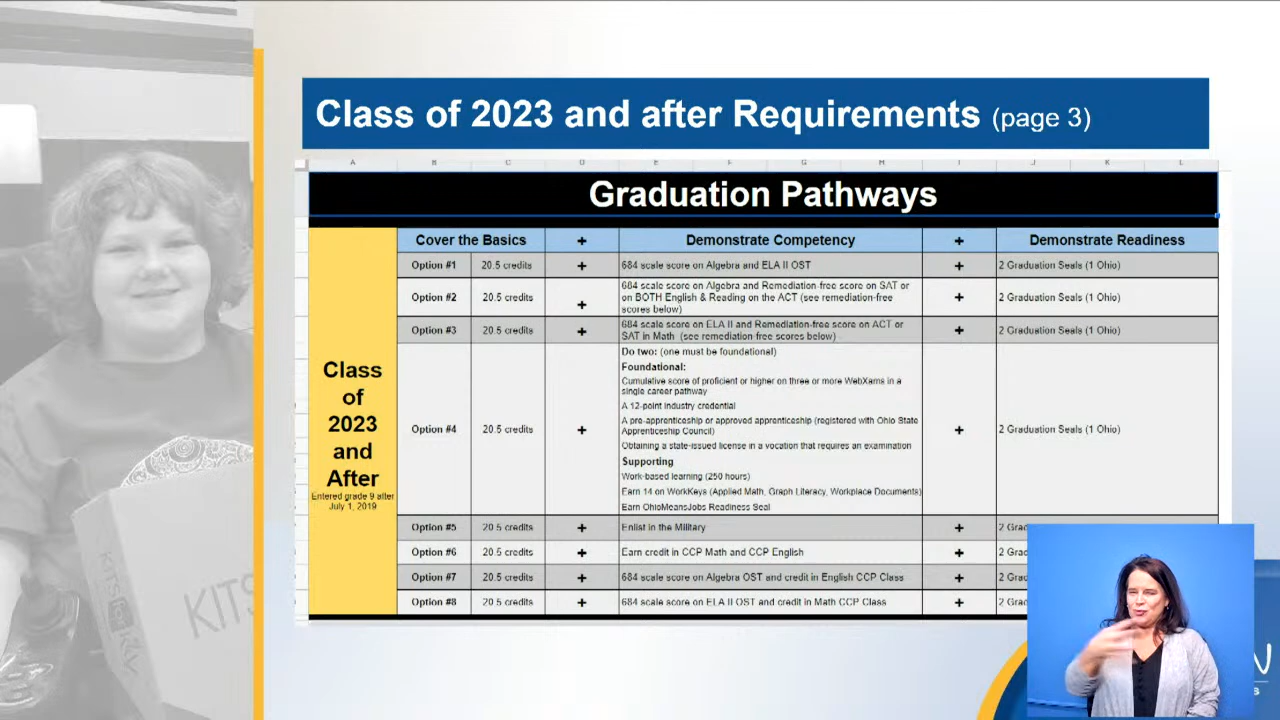 Class of 2023 and after Requirements (page 3)
A B C D E F G H I J K L
Graduation Pathways
Cover the Basics + Demonstrate Competency + Demonstrate Readiness
Option #1 20.5 credits + 684 scale score on Algebra and ELA II OST + 2 Graduation Seals (1 Ohio)
Option #2 20.5 credits + 684 scale score on Algebra and Remediation-free score on SAT or
on BOTH English & Reading on the ACT (see remediation-free
scores below) + 2 Graduation Seals (1 Ohio)
Option #3 20.5 credits + 684 scale score on ELA II and Remediation-free score on ACT or
SAT in Math (see remediation-free scores below) + 2 Graduation Seals (1 Ohio)
Class
of
2023
and
After
Entered grade 9 after
July 1, 2019
Option #4 20.5 credits +
Do two: (one must be foundational)
Foundational:
Cumulative score of proficient or higher on three or more WebXams in a
single career pathway
A 12-point industry credential
A pre-apprenticeship or approved apprenticeship (registered with Ohio State
Apprenticeship Council)
Obtaining a state-issued license in a vocation that requires an examination
Supporting
Work-based learning (250 hours)
Earn 14 on WorkKeys (Applied Math, Graph Literacy, Workplace Documents)
Earn OhioMeansJobs Readiness Seal
+ 2 Graduation Seals (1 Ohio)
Option #5 20.5 credits + Enlist in the Military + 2 Grad
Option #6 20.5 credits + Earn credit in CCP Math and CCP English + 2 Grad
Option #7 20.5 credits + 684 scale score on Algebra OST and credit in English CCP Class + 2 Grad
Option #8 20.5 credits + 684 scale score on ELA II OST and credit in Math CCP Class + 2 Grad
KITS